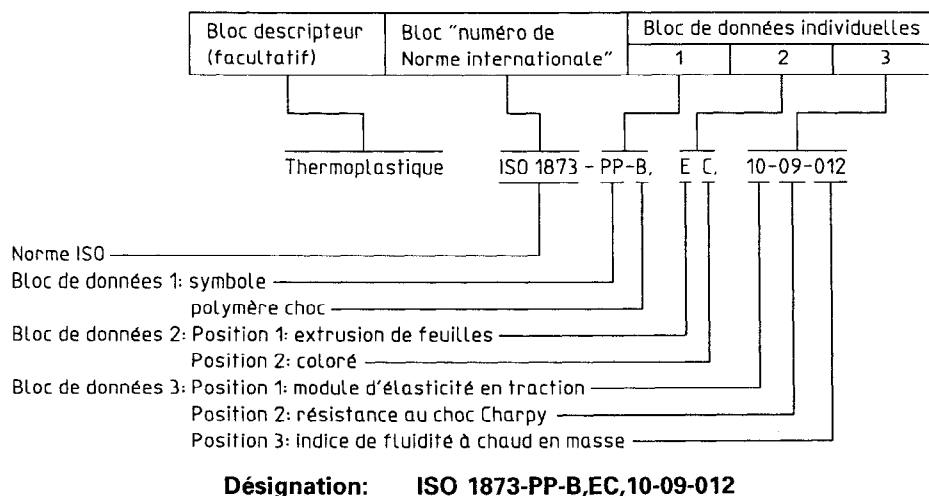 Bloc descripteur (facultatif)
Bloc "numéro de Norme internationale"
Bloc de données individuelles
1 2 3
Thermoplastique ISO 1873 - PP-B, E C, 10-09-012
Norme ISO
Bloc de données 1: symbole
polymère choc
Bloc de données 2: Position 1: extrusion de feuilles
Position 2: coloré
Bloc de données 3: Position 1: module d'élasticité en traction
Position 2: résistance au choc Charpy
Position 3: indice de fluidité à chaud en masse
Désignation: ISO 1873-PP-B,EC,10-09-012